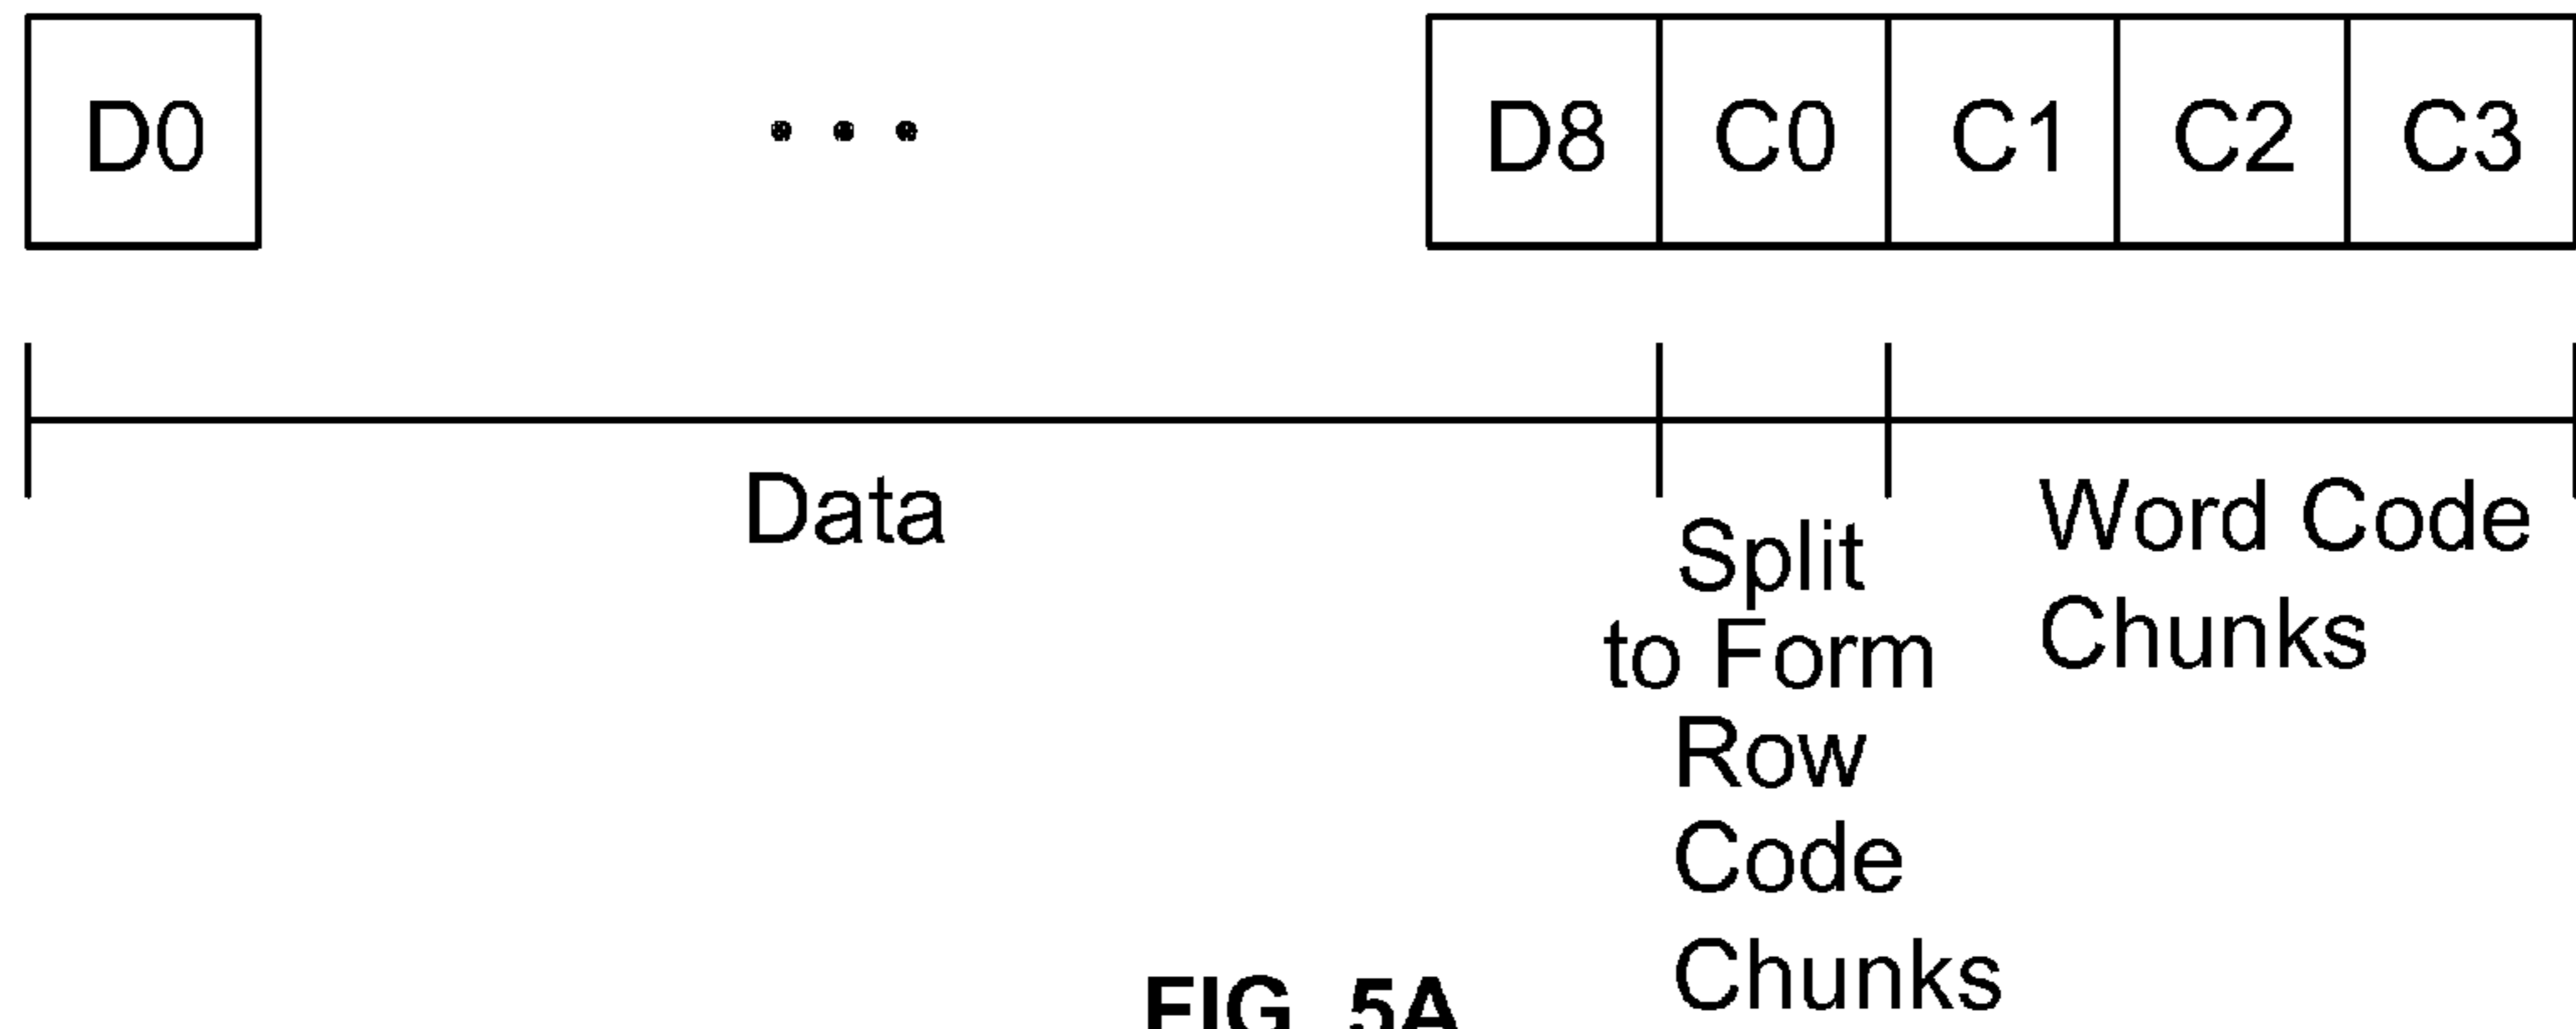 D0 ... D8 C0 C1 C2 C3
Data
Split
to Form
Row
Code
Chunks
Word Code
Chunks
FIG. 5A